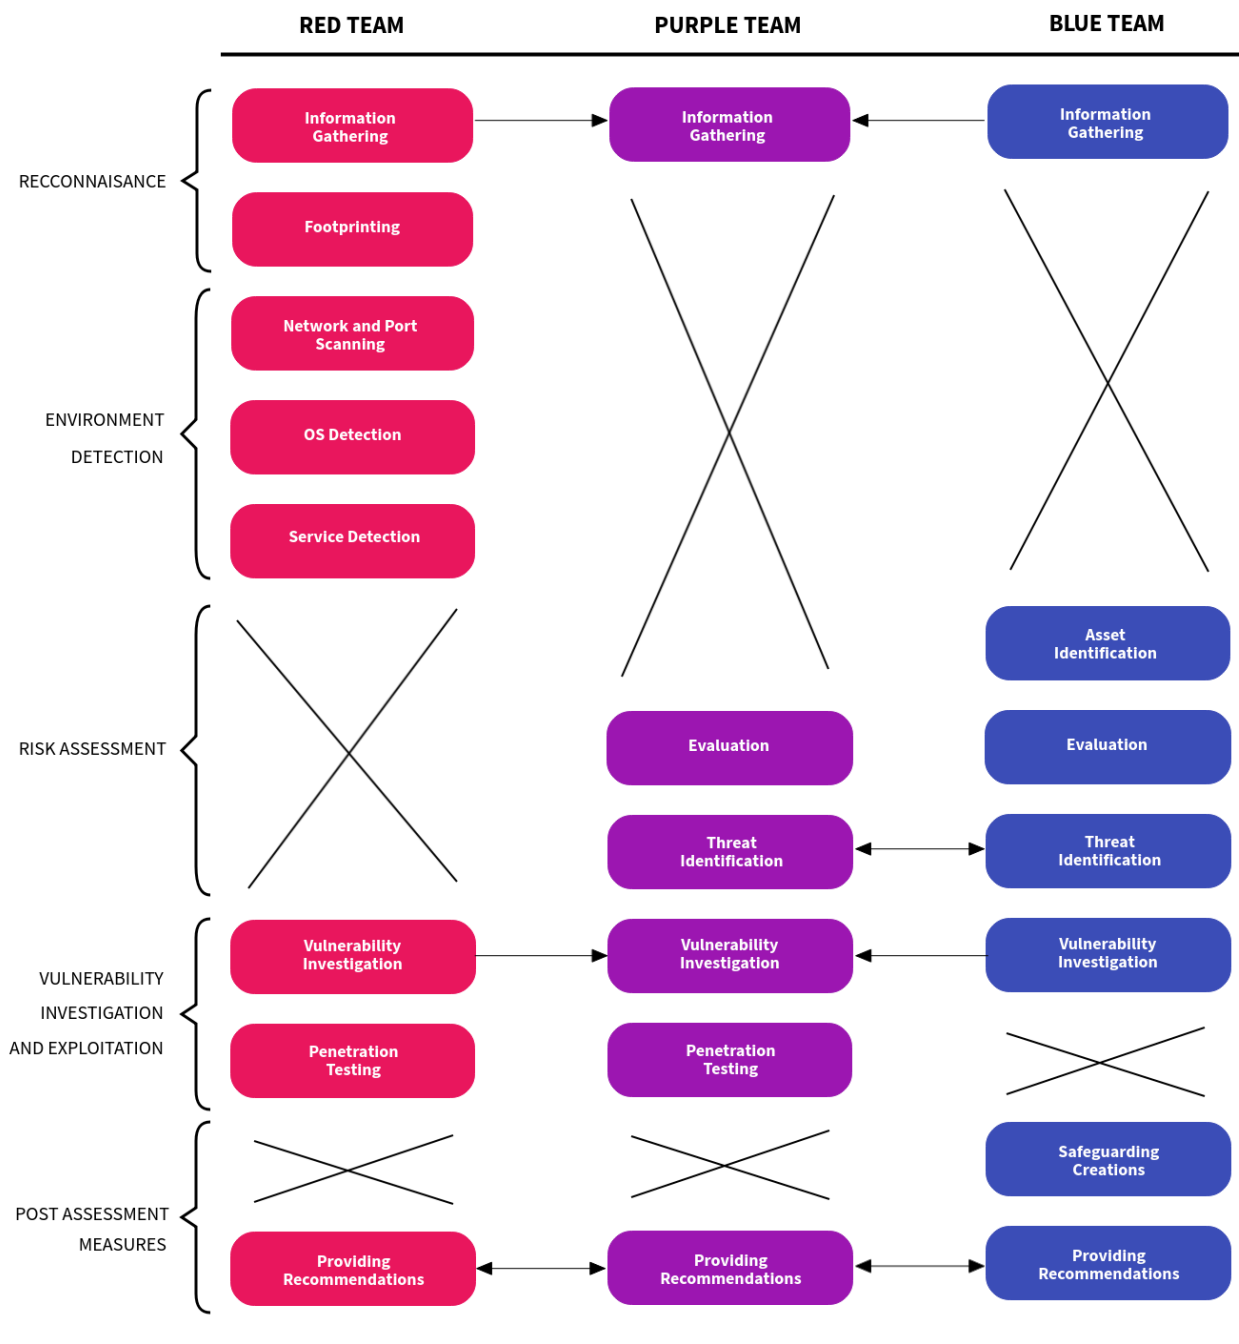 RED TEAM
PURPLE TEAM
BLUE TEAM
RECCONNAISANCE
Information
Gathering
Information
Gathering
Information
Gathering
Footprinting
ENVIRONMENT
DETECTION
Network and Port
Scanning
OS Detection
Service Detection
RISK ASSESSMENT
Asset
Identification
Evaluation
Evaluation
Threat
Identification
Threat
Identification
VULNERABILITY
INVESTIGATION
AND EXPLOITATION
Vulnerability
Investigation
Vulnerability
Investigation
Vulnerability
Investigation
Penetration
Testing
Penetration
Testing
POST ASSESSMENT
MEASURES
Safeguarding
Creations
Providing
Recommendations
Providing
Recommendations
Providing
Recommendations